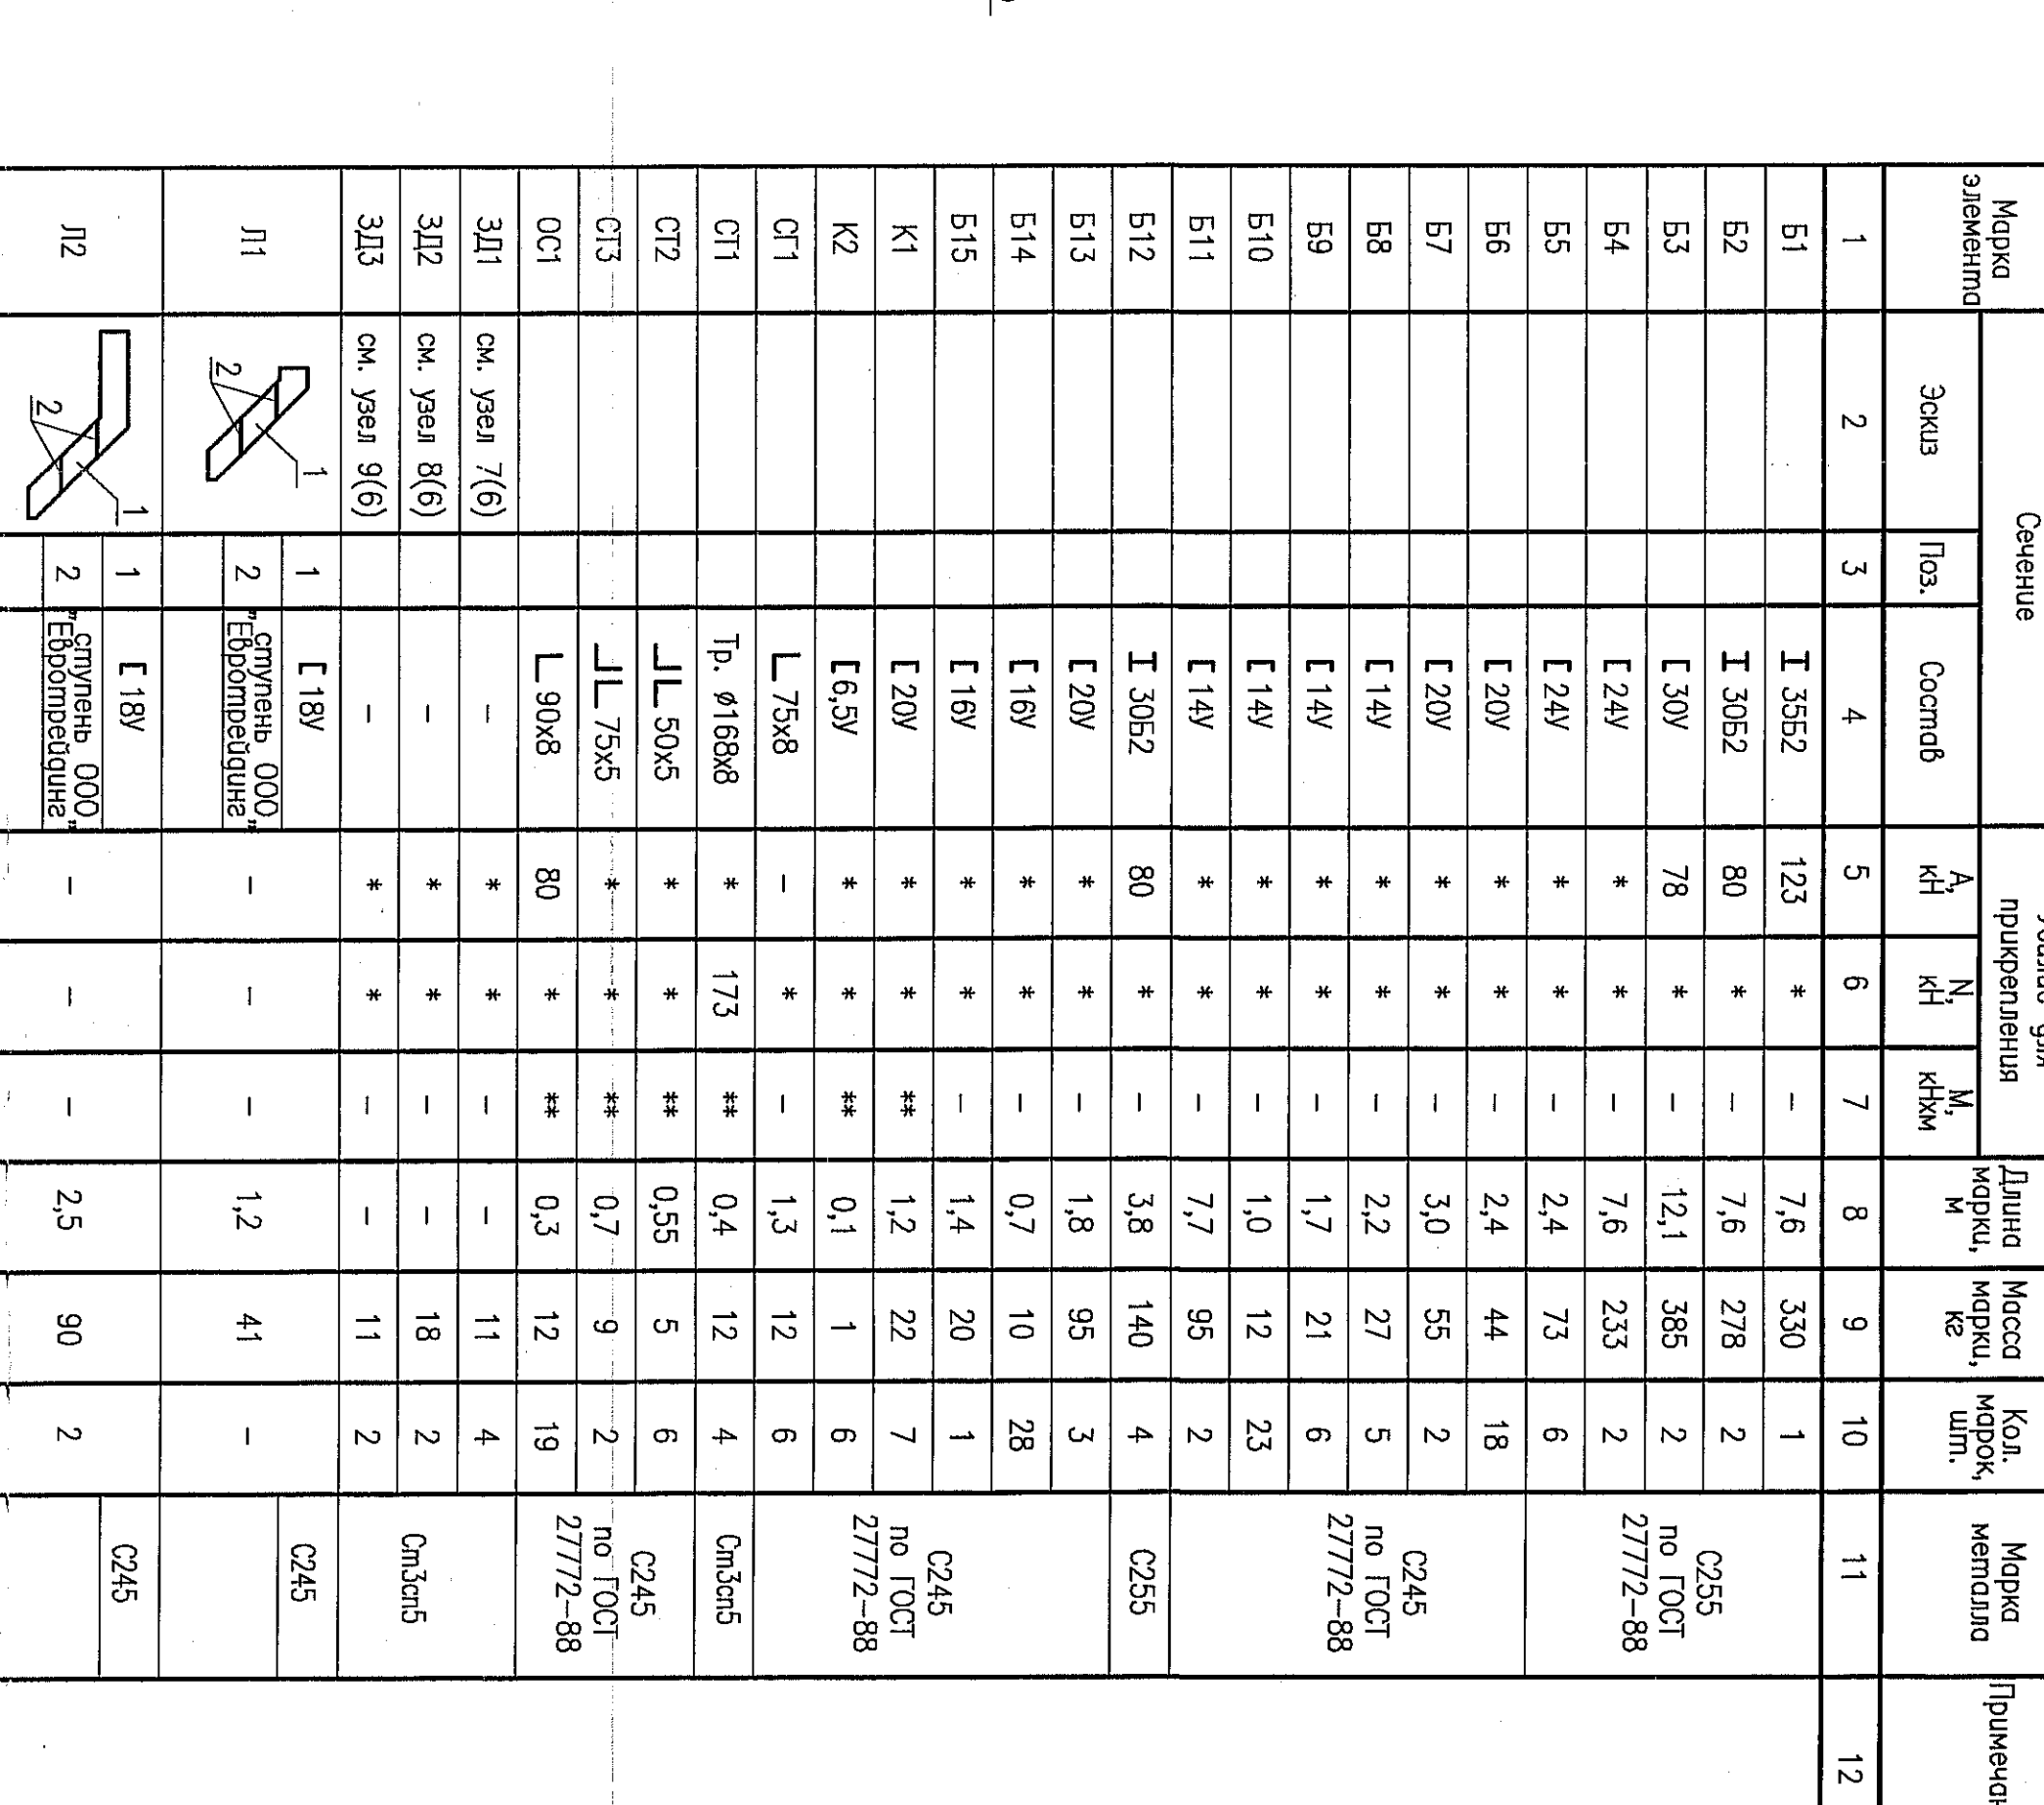 Марка элемента Сечение прикрепления Длина марки, м Масса марки, кг Кол. марок, шт. Марка металла
Эскиз Поз. Состав А, кН N, кН М, кНхм
1 2 3 4 5 6 7 8 9 10 11 12
Б1 I 35Б2 123 * – 7,6 330 1
Б2 I 30Б2 80 * – 7,6 278 2
Б3 [ 30У 78 * – 12,1 385 2 С255 по ГОСТ 27772–88
Б4 [ 24У * * – 7,6 233 2
Б5 [ 24У * * – 2,4 73 6
Б6 [ 20У * * – 2,4 44 18
Б7 [ 20У * * – 3,0 55 2
Б8 [ 14У * * – 2,2 27 5 С245 по ГОСТ 27772–88
Б9 [ 14У * * – 1,7 21 6
Б10 [ 14У * * – 1,0 12 23
Б11 [ 14У * * – 7,7 95 2
Б12 I 30Б2 80 * – 3,8 140 4 С255
Б13 [ 20У * * – 1,8 95 3
Б14 [ 16У * * – 0,7 10 28
Б15 [ 16У * * – 1,4 20 1
К1 [ 20У * * ** 1,2 22 7 С245 по ГОСТ 27772–88
К2 [ 6,5У * * ** 0,1 1 6
СГ1 L 75х8 – * – 1,3 12 6
СТ1 Тр. ø168х8 * 173 ** 0,4 12 4 Ст3сп5
СТ2 ⅃L 50х5 * * ** 0,55 5 6
СТ3 ⅃L 75х5 * * ** 0,7 9 2 С245 по ГОСТ 27772–88
ОС1 L 90х8 80 * ** 0,3 12 19
ЗД1 см. узел 7(6) – * * – – 11 4
ЗД2 см. узел 8(6) – * * – – 18 2 Ст3сп5
ЗД3 см. узел 9(6) – * * – – 11 2
Л1 1 2 1 [ 18У – – – 1,2 41 – С245
2 ступень ООО "Евротрейдинг"
Л2 1 2 1 [ 18У – – – 2,5 90 2 С245
2 ступень ООО "Евротрейдинг"